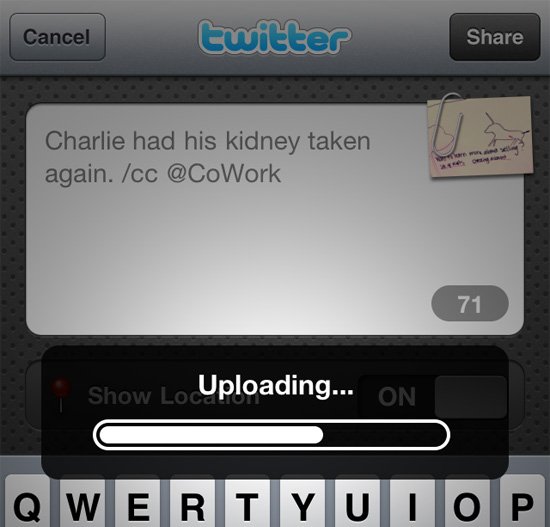 Cancel
twitter
Share
Charlie had his kidney taken
again. /cc @CoWork
71
Uploading...
Show Location
ON
Q W E R T Y U I O P